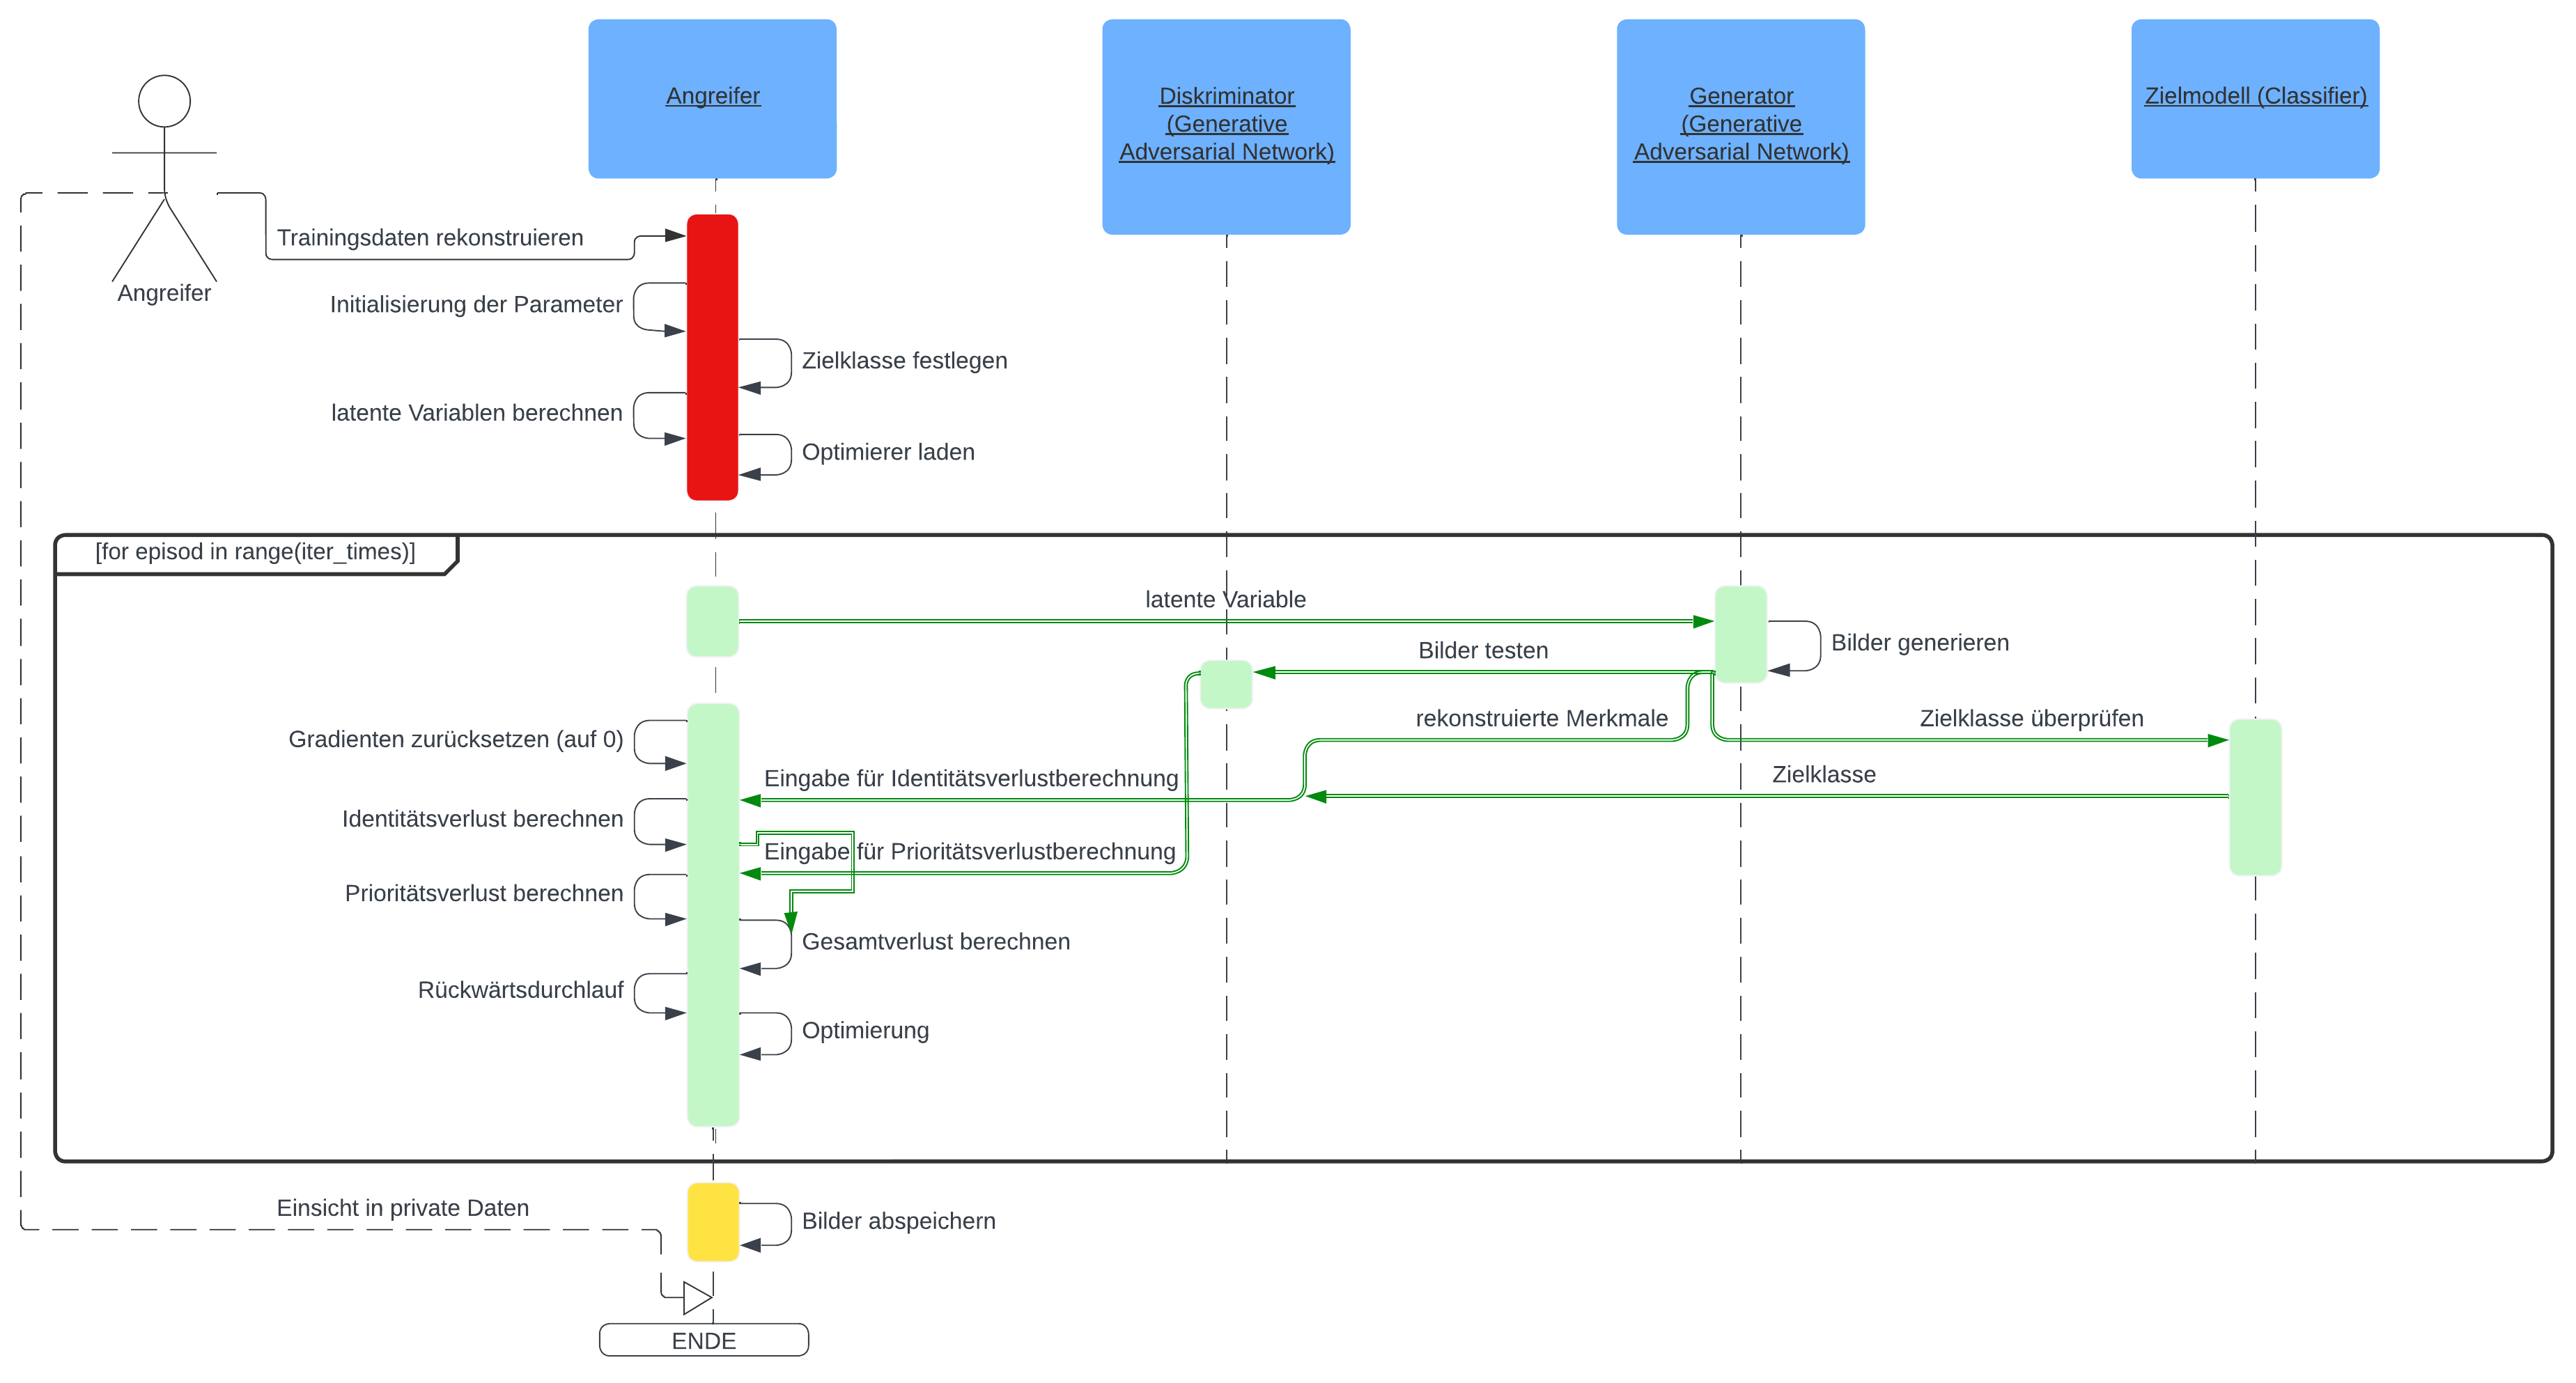 Angreifer
Diskriminator
(Generative
Adversarial Network)
Generator
(Generative
Adversarial Network)
Zielmodell (Classifier)
Angreifer
Trainingsdaten rekonstruieren
Initialisierung der Parameter
Zielklasse festlegen
latente Variablen berechnen
Optimierer laden
[for episod in range(iter_times)]
latente Variable
Bilder generieren
Bilder testen
rekonstruierte Merkmale
Zielklasse überprüfen
Gradienten zurücksetzen (auf 0)
Eingabe für Identitätsverlustberechnung
Zielklasse
Identitätsverlust berechnen
Eingabe für Prioritätsverlustberechnung
Prioritätsverlust berechnen
Gesamtverlust berechnen
Rückwärtsdurchlauf
Optimierung
Einsicht in private Daten
Bilder abspeichern
ENDE